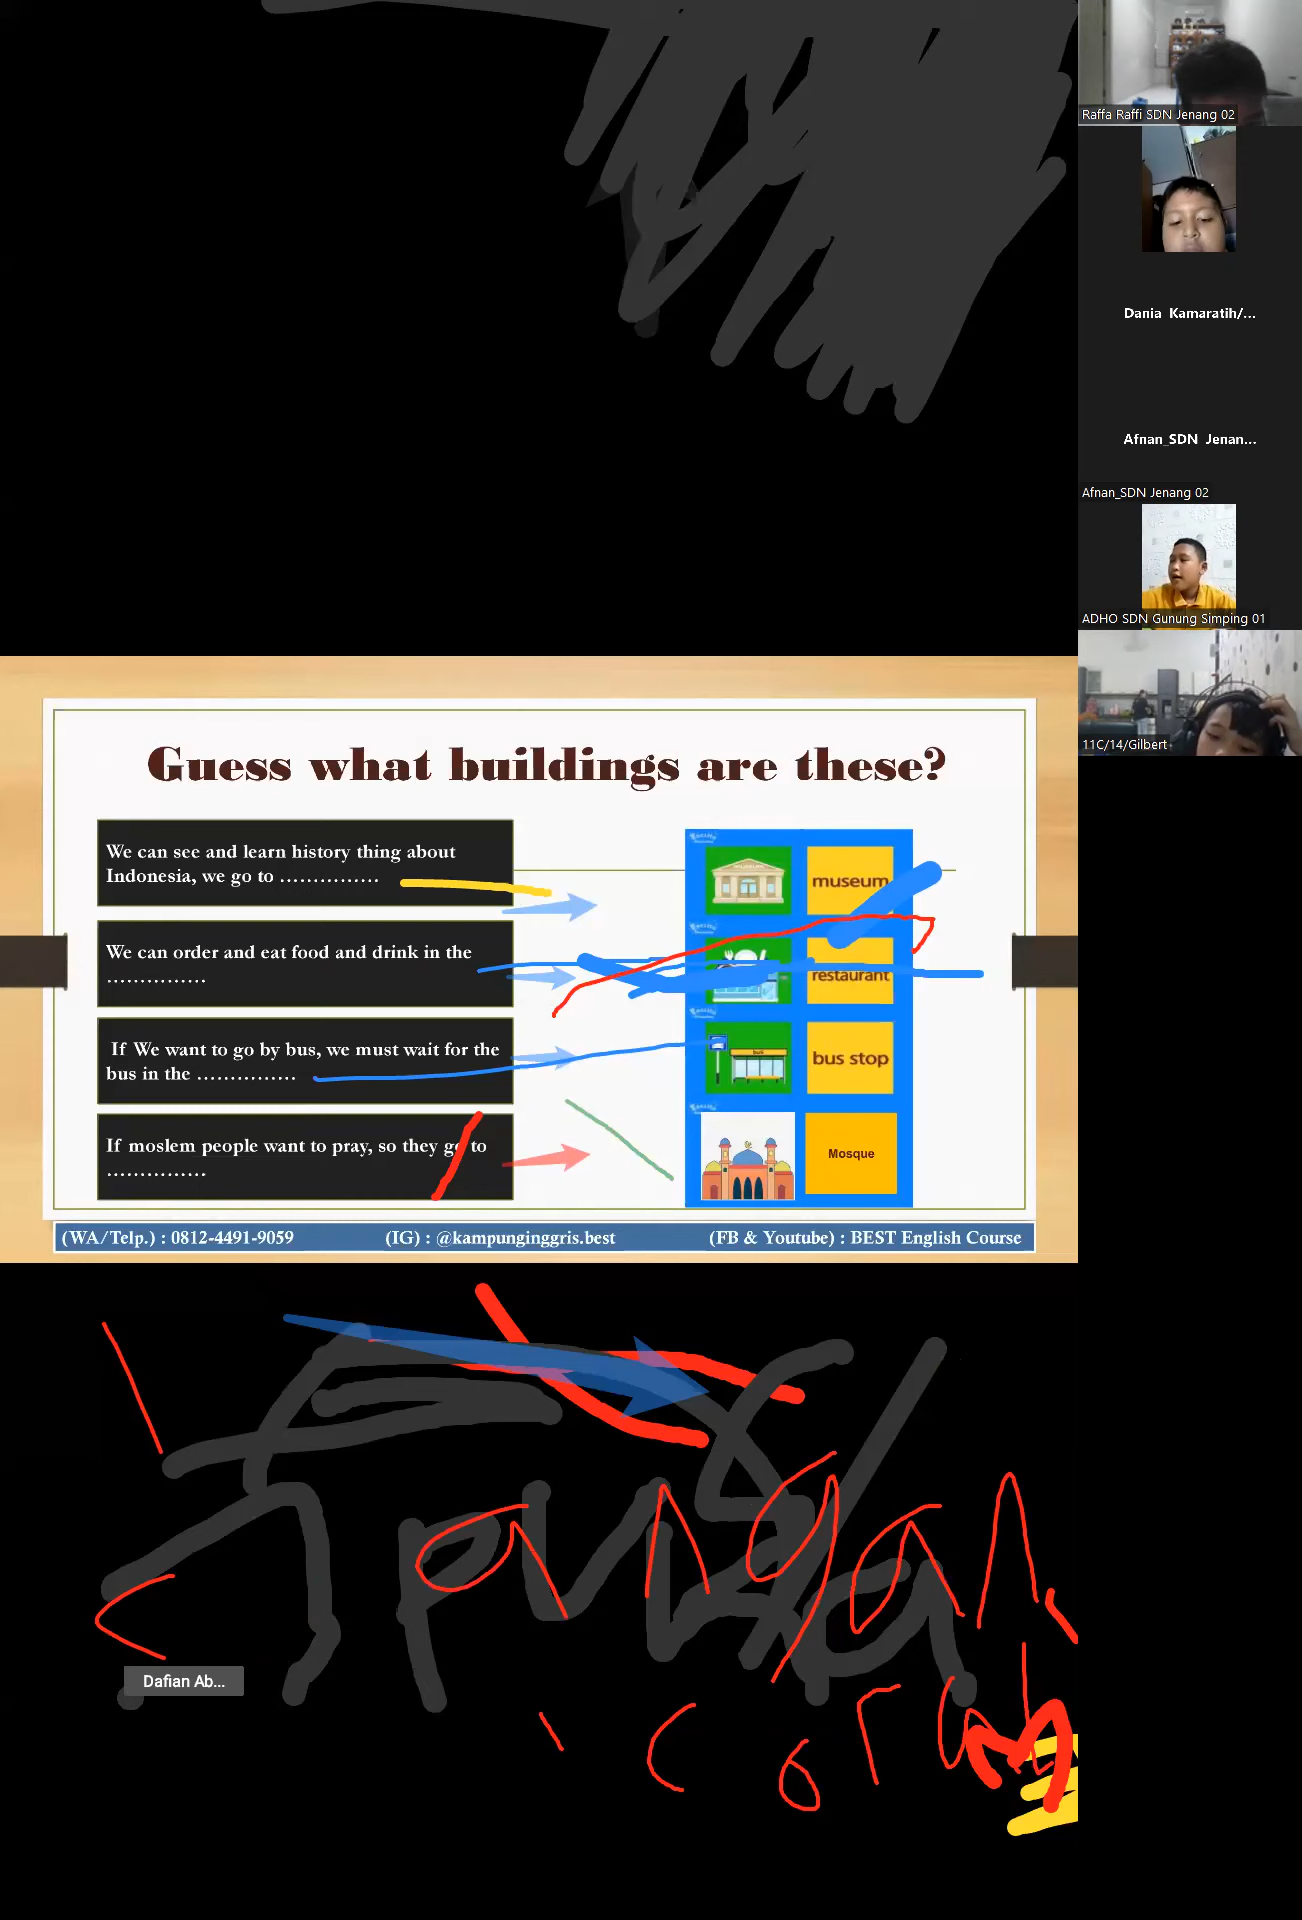 Raffa Raffi SDN Jenang 02
Dania Kamaratih/...
Afnan_SDN Jenan...
Afnan_SDN Jenang 02
ADHO SDN Gunung Simping 01
11C/14/Gilbert
Guess what buildings are these?
We can see and learn history thing about
Indonesia, we go to ...............
We can order and eat food and drink in the
...............
If We want to go by bus, we must wait for the
bus in the ...............
If moslem people want to pray, so they go to
...............
museum
restaurant
bus stop
Mosque
(WA/Telp.) : 0812-4491-9059
(IG) : @kampunginggris.best
(FB & Youtube) : BEST English Course
Dafian Ab...